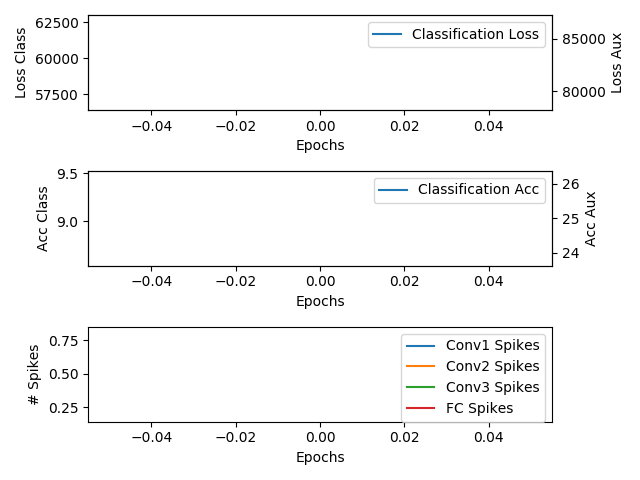 62500
60000
57500
Loss Class
Classification Loss
85000
80000
Loss Aux
−0.04 −0.02 0.00 0.02 0.04
Epochs
9.5
9.0
Acc Class
Classification Acc
26
25
24
Acc Aux
−0.04 −0.02 0.00 0.02 0.04
Epochs
0.75
0.50
0.25
# Spikes
Conv1 Spikes
Conv2 Spikes
Conv3 Spikes
FC Spikes
−0.04 −0.02 0.00 0.02 0.04
Epochs